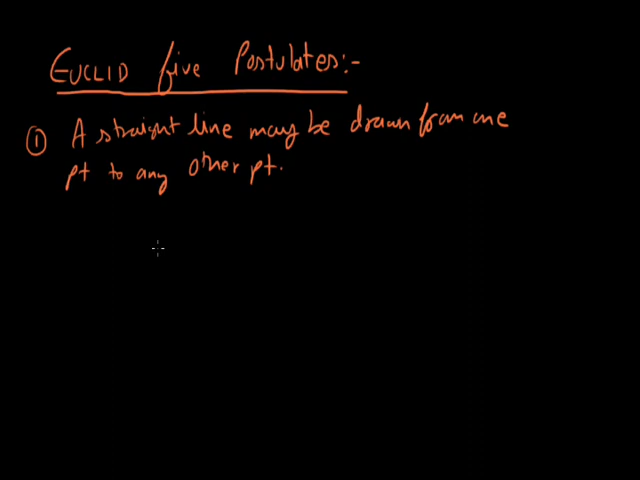 EUCLID five Postulates:-
① A straight line may be drawn from one
pt to any other pt.